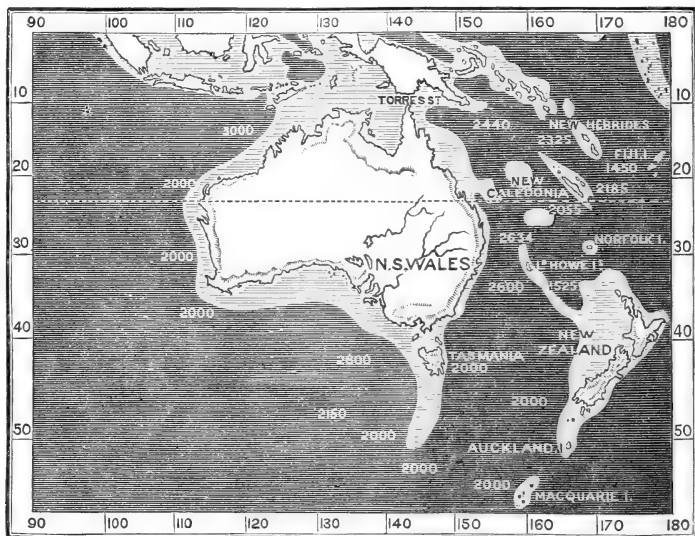 90 100 110 120 130 140 150 160 170 180
10 10
TORRES ST
3000
2440
NEW HEBRIDES
2325
FIJI I.
1450
20 20
2000
NEW
CALEDONIA
2185
2055
2634
NORFOLK I.
30 30
2000
N.S.WALES
Ld HOWE Is
2600
1525
2000
40 40
NEW
ZEALAND
2600
TASMANIA
2000
2000
2150
50 50
2000
2000
AUCKLAND I
2000
MACQUARIE I.
90 100 110 120 130 140 150 160 170 180